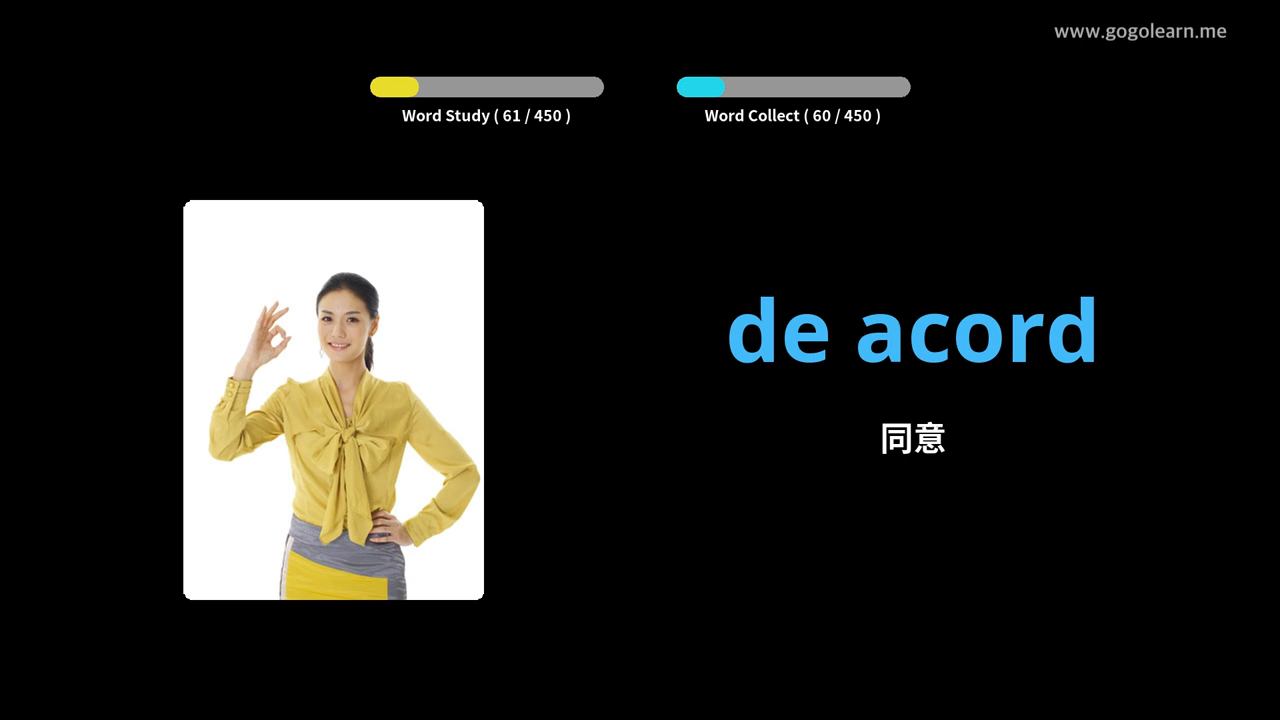 www.gogolearn.me
Word Study ( 61 / 450 )
Word Collect ( 60 / 450 )
de acord
同意